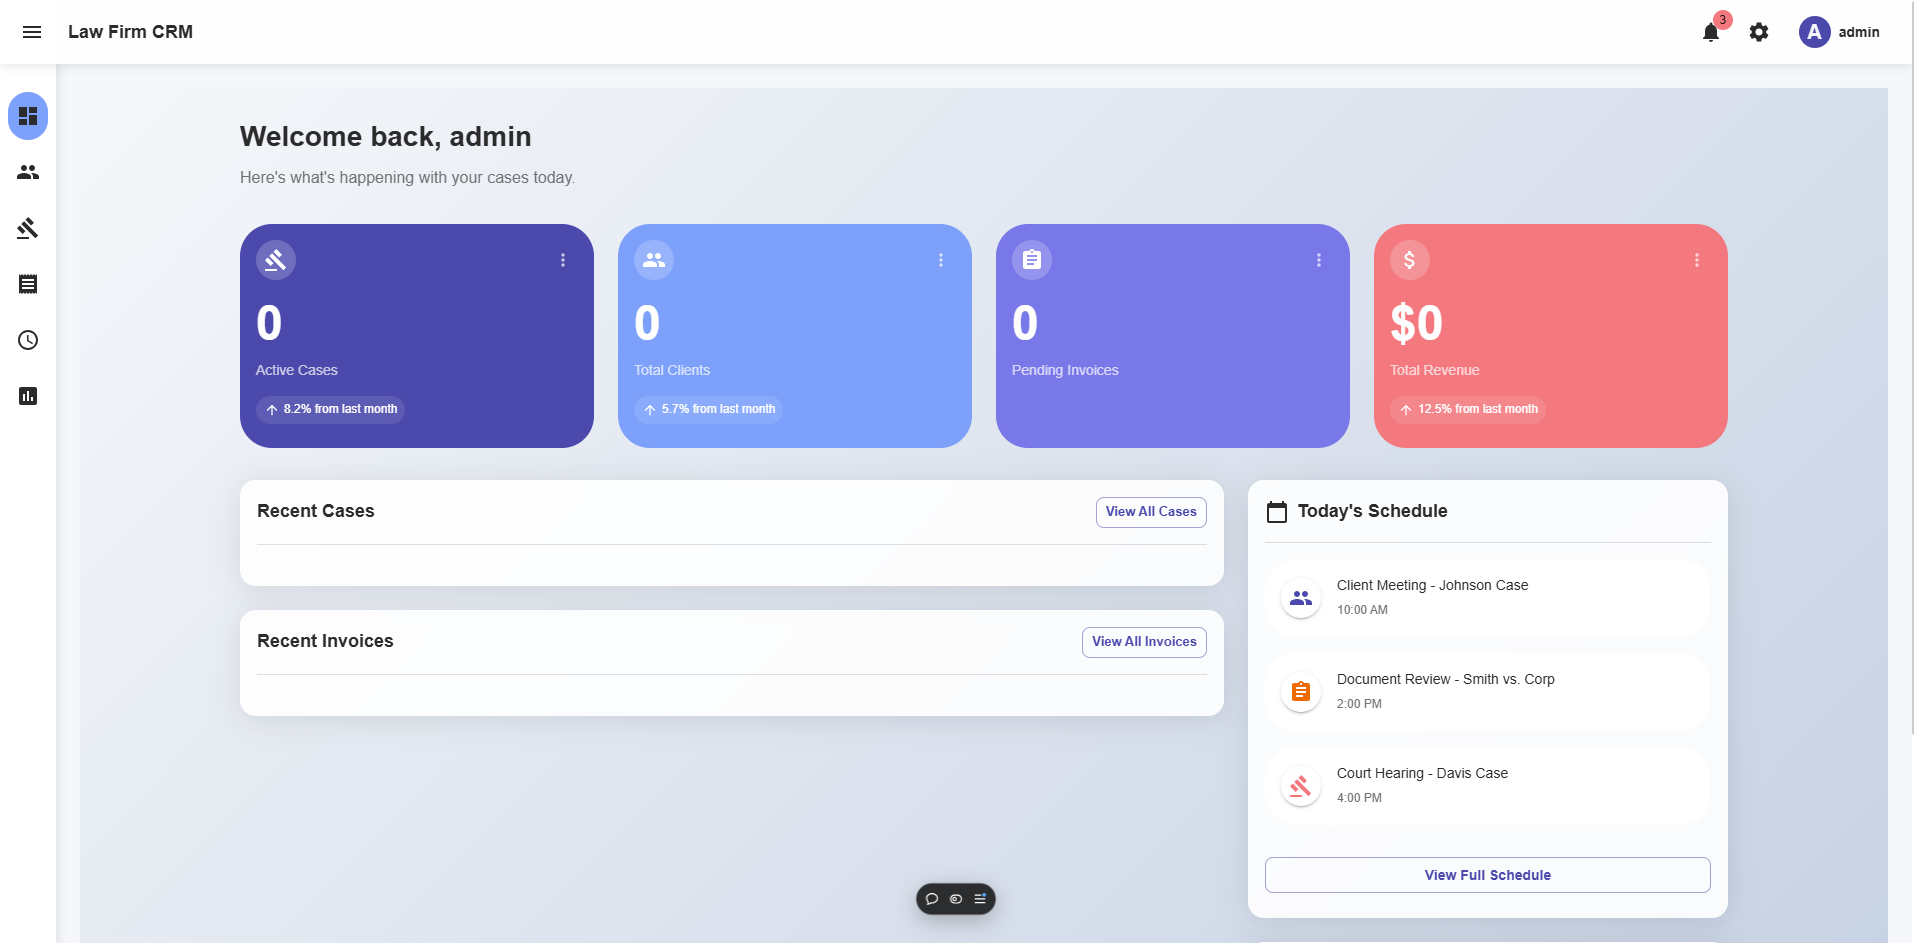 Law Firm CRM
3
A
admin
Welcome back, admin
Here's what's happening with your cases today.
0
Active Cases
8.2% from last month
0
Total Clients
5.7% from last month
0
Pending Invoices
$0
Total Revenue
12.5% from last month
Recent Cases
View All Cases
Recent Invoices
View All Invoices
Today's Schedule
Client Meeting - Johnson Case
10:00 AM
Document Review - Smith vs. Corp
2:00 PM
Court Hearing - Davis Case
4:00 PM
View Full Schedule